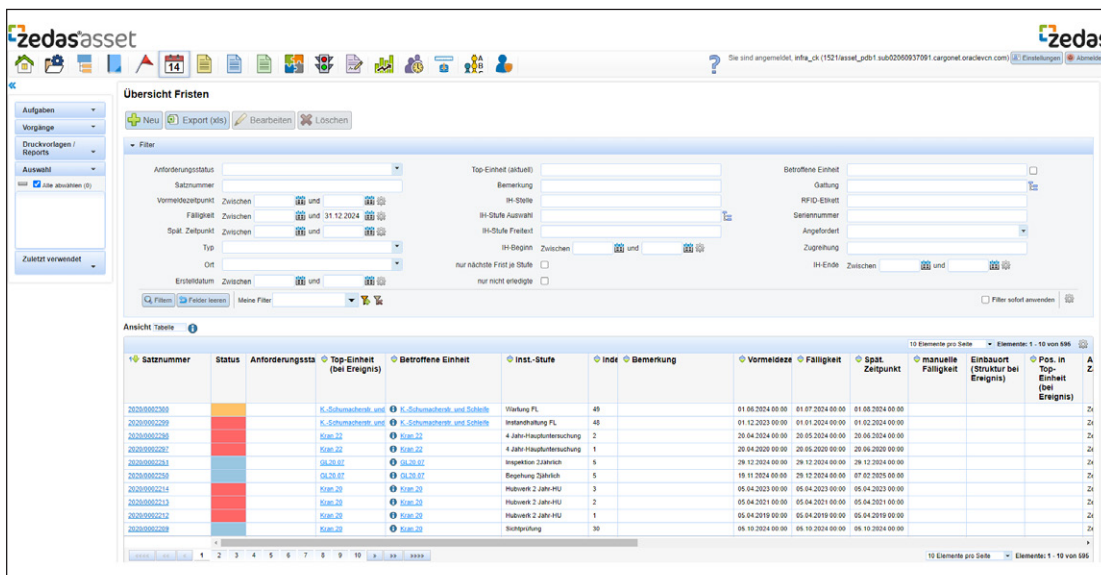 zedas®asset
zedas
14
Sie sind angemeldet, infra_ck (1521/asset_pdb1.sub02060937091.cargonet.oraclevcn.com) Einstellungen Abmelde
Übersicht Fristen
Aufgaben
Vorgänge
Druckvorlagen / Reports
Auswahl
Alle abwählen (0)
Zuletzt verwendet
Neu Export (xls) Bearbeiten Löschen
Filter
Anforderungsstatus Top-Einheit (aktuell) Betroffene Einheit
Satznummer Bemerkung Gattung
Vormeldezeitpunkt Zwischen und IH-Stelle RFID-Etikett
Fälligkeit Zwischen und 31.12.2024 IH-Stufe Auswahl Seriennummer
Spät. Zeitpunkt Zwischen und IH-Stufe Freitext Angefordert
Typ IH-Beginn Zwischen und Zugreihung
Ort nur nächste Frist je Stufe IH-Ende Zwischen und
Erstelldatum Zwischen und nur nicht erledigte
Filtern Felder leeren Meine Filter Filter sofort anwenden
Ansicht Tabelle
10 Elemente pro Seite Elemente: 1 - 10 von 596
Satznummer Status Anforderungssta Top-Einheit (bei Ereignis) Betroffene Einheit Inst.-Stufe Inde Bemerkung Vormeldeze Fälligkeit Spät. Zeitpunkt manuelle Fälligkeit Einbauort (Struktur bei Ereignis) Pos. in Top-Einheit (bei Ereignis) A Z
2020/0002300 K.-Schumacherstr. und K.-Schumacherstr. und Schleife Wartung FL 49 01.06.2024 00:00 01.07.2024 00:00 01.08.2024 00:00 Ze
2020/0002299 K.-Schumacherstr. und K.-Schumacherstr. und Schleife Instandhaltung FL 48 01.12.2023 00:00 01.01.2024 00:00 01.02.2024 00:00 Ze
2020/0002298 Kran 22 Kran 22 4 Jahr-Hauptuntersuchung 2 20.04.2024 00:00 20.05.2024 00:00 20.06.2024 00:00 Ze
2020/0002297 Kran 22 Kran 22 4 Jahr-Hauptuntersuchung 1 20.04.2020 00:00 20.05.2020 00:00 20.06.2020 00:00 Ze
2020/0002251 GL20.07 GL20.07 Inspektion 2Jährlich 5 29.12.2024 00:00 29.12.2024 00:00 29.12.2024 00:00 Ze
2020/0002250 GL20.07 GL20.07 Begehung 2jährlich 5 19.11.2024 00:00 29.12.2024 00:00 07.02.2025 00:00 Ze
2020/0002214 Kran 20 Kran 20 Hubwerk 2 Jahr-HU 3 05.04.2023 00:00 05.04.2023 00:00 05.04.2023 00:00 Ze
2020/0002213 Kran 20 Kran 20 Hubwerk 2 Jahr-HU 2 05.04.2021 00:00 05.04.2021 00:00 05.04.2021 00:00 Ze
2020/0002212 Kran 20 Kran 20 Hubwerk 2 Jahr-HU 1 05.04.2019 00:00 05.04.2019 00:00 05.04.2019 00:00 Ze
2020/0002209 Kran 20 Kran 20 Sichtprüfung 30 05.10.2024 00:00 05.10.2024 00:00 05.10.2024 00:00 Ze
1 2 3 4 5 6 7 8 9 10 10 Elemente pro Seite Elemente: 1 - 10 von 596